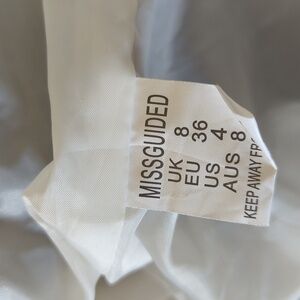 MISSGUIDED
UK 8
EU 36
US 4
AUS 8
KEEP AWAY